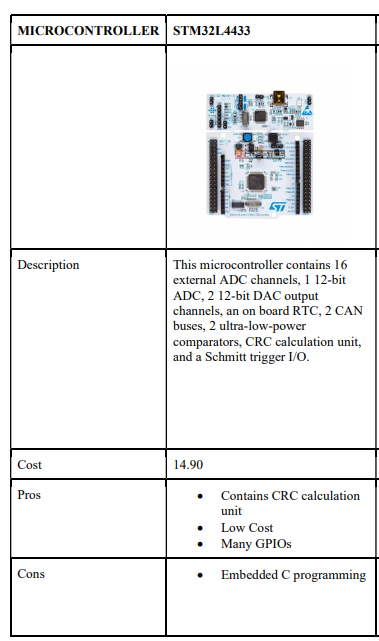 MICROCONTROLLER STM32L4433
Description This microcontroller contains 16
external ADC channels, 1 12-bit
ADC, 2 12-bit DAC output
channels, an on board RTC, 2 CAN
buses, 2 ultra-low-power
comparators, CRC calculation unit,
and a Schmitt trigger I/O.
Cost 14.90
Pros • Contains CRC calculation
unit
• Low Cost
• Many GPIOs
Cons • Embedded C programming